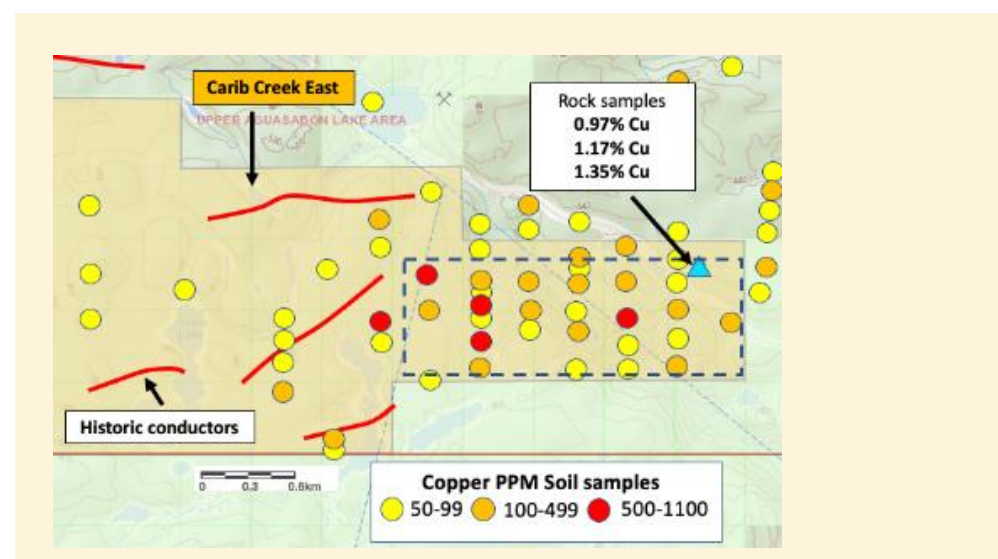 Carib Creek East
UPPER AGUASABON LAKE AREA
Rock samples
0.97% Cu
1.17% Cu
1.35% Cu
Historic conductors
0 0.3 0.6km
Copper PPM Soil samples
50-99 100-499 500-1100